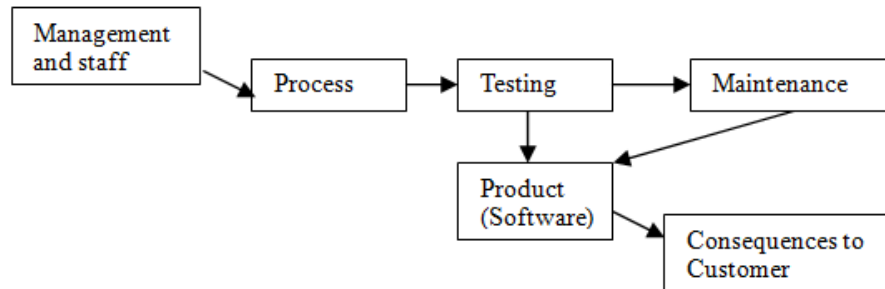 Management
and staff
Process
Testing
Maintenance
Product
(Software)
Consequences to
Customer